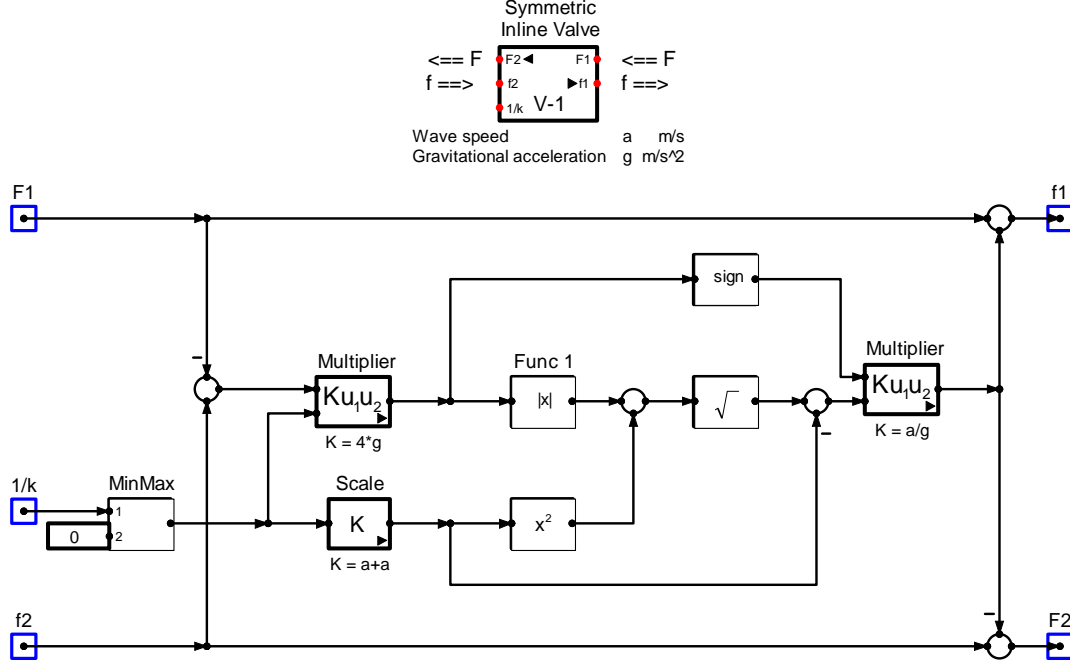 Symmetric
Inline Valve
<== F
F2◄ F1
<== F
f ==>
f2 ►f1
f ==>
1/k V-1
Wave speed a m/s
Gravitational acceleration g m/s^2
F1
f1
sign
–
Multiplier
Func 1
Multiplier
Ku₁u₂
|x|
√
Ku₁u₂
–
K = 4*g
K = a/g
1/k
MinMax
Scale
1
0
2
K
x²
K = a+a
–
f2
F2